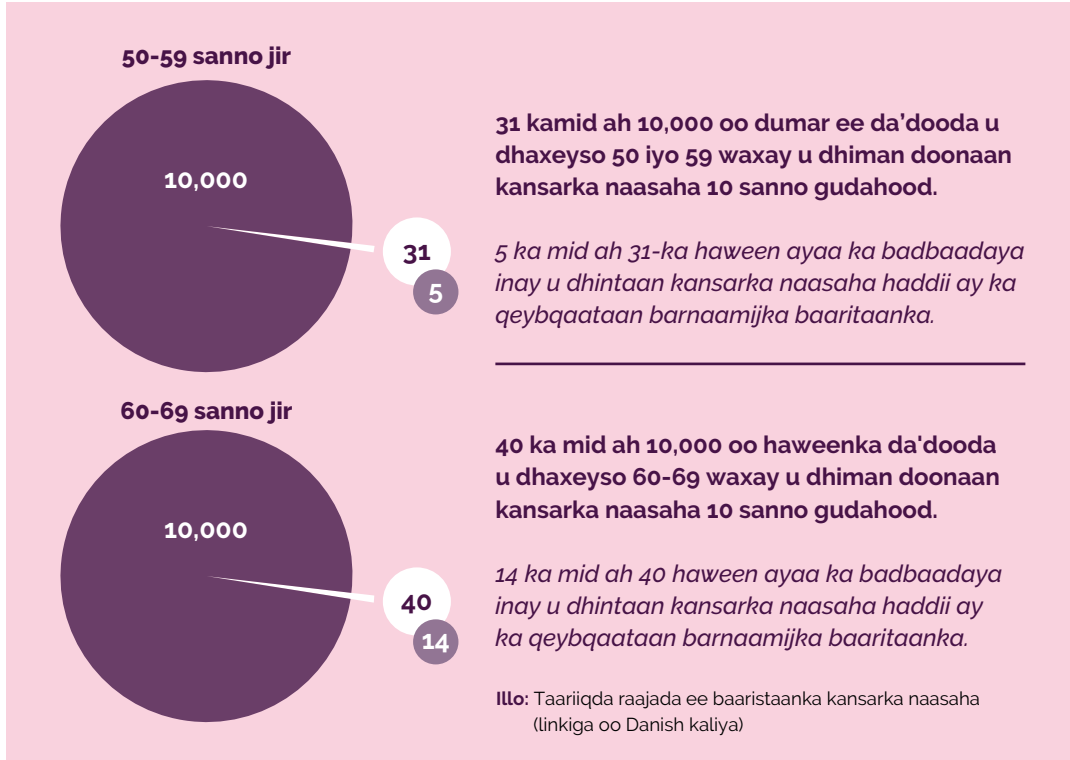 50-59 sanno jir
10,000
31
5
31 kamid ah 10,000 oo dumar ee da’dooda u
dhaxeyso 50 iyo 59 waxay u dhiman doonaan
kansarka naasaha 10 sanno gudahood.
5 ka mid ah 31-ka haween ayaa ka badbaadaya
inay u dhintaan kansarka naasaha haddii ay ka
qeybqaataan barnaamijka baaritaanka.
60-69 sanno jir
10,000
40
14
40 ka mid ah 10,000 oo haweenka da'dooda
u dhaxeyso 60-69 waxay u dhiman doonaan
kansarka naasaha 10 sanno gudahood.
14 ka mid ah 40 haween ayaa ka badbaadaya
inay u dhintaan kansarka naasaha haddii ay
ka qeybqaataan barnaamijka baaritaanka.
Illo: Taariiqda raajada ee baaristaanka kansarka naasaha
(linkiga oo Danish kaliya)